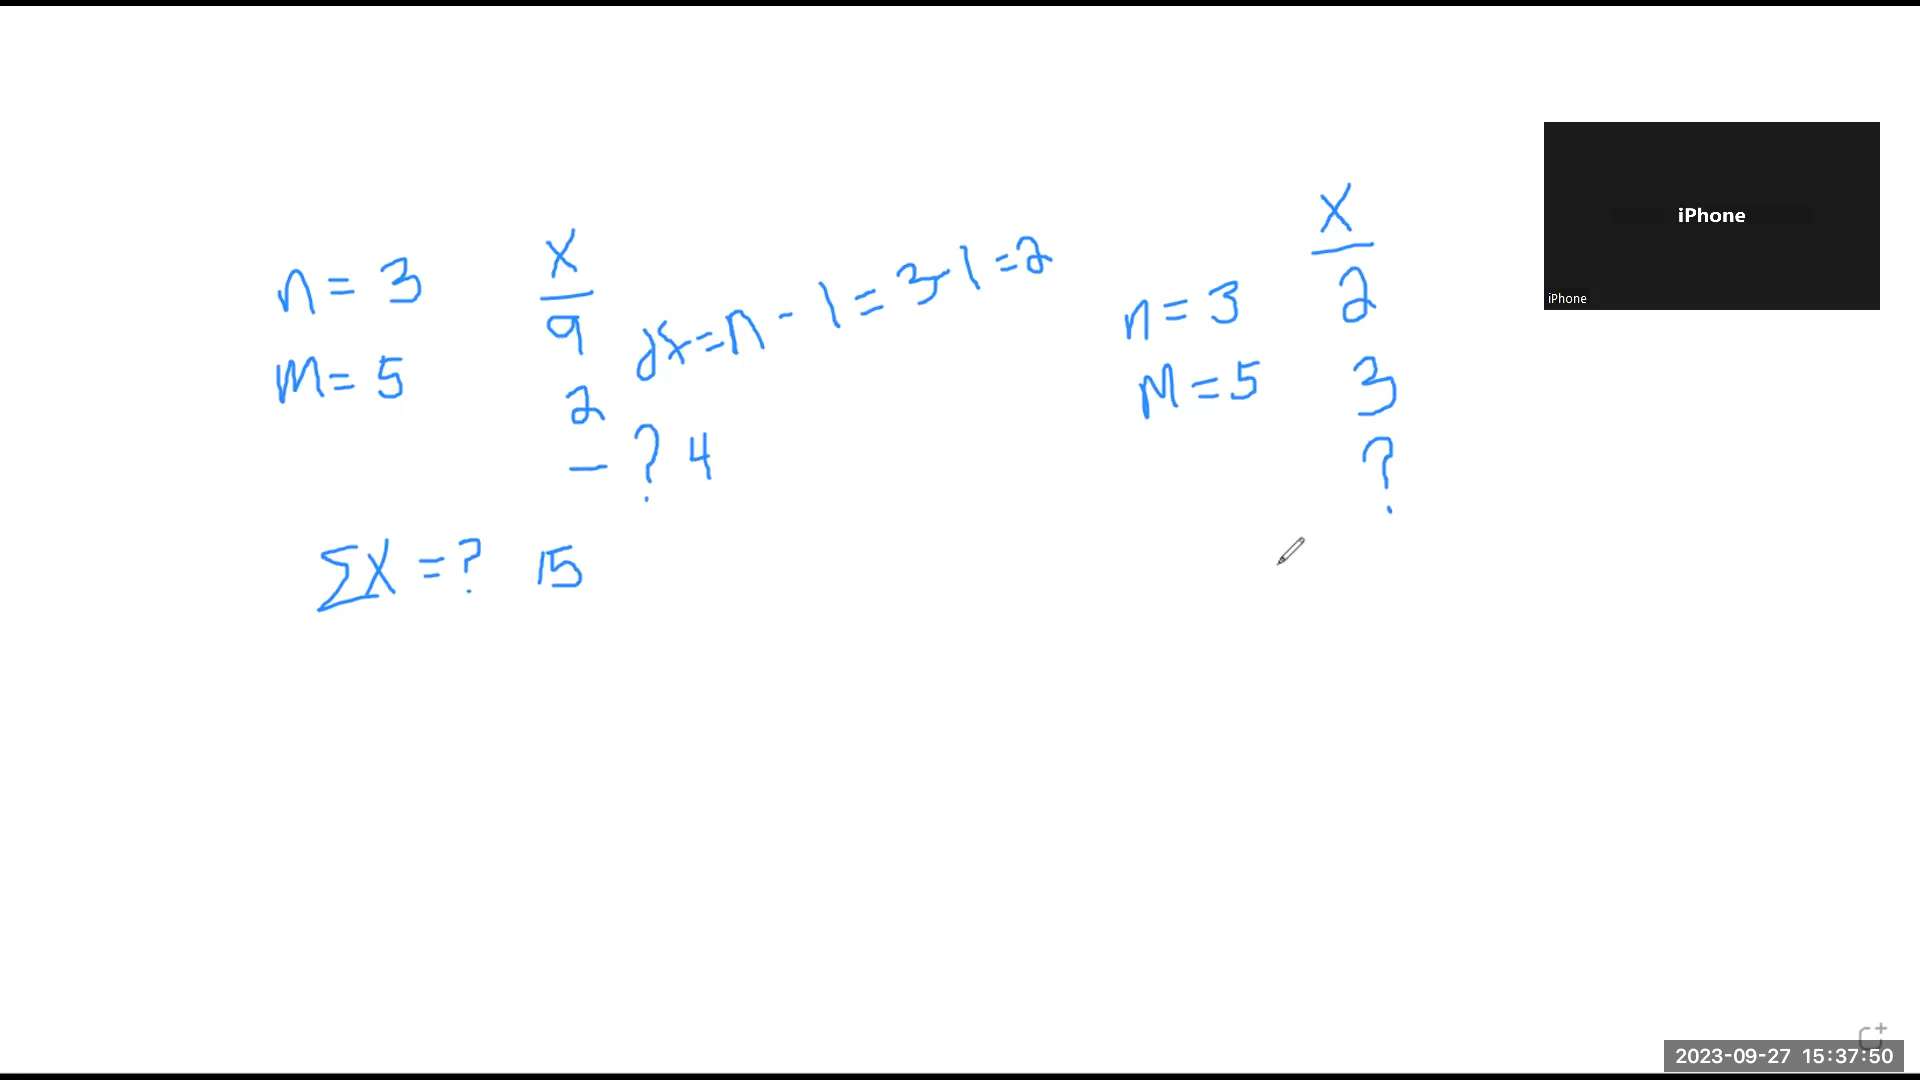 n = 3
M = 5
X
9
2
– ? 4
df = n - 1 = 3 - 1 = 2
ΣX = ? 15
n = 3
M = 5
X
2
3
?
iPhone
iPhone
2023-09-27 15:37:50